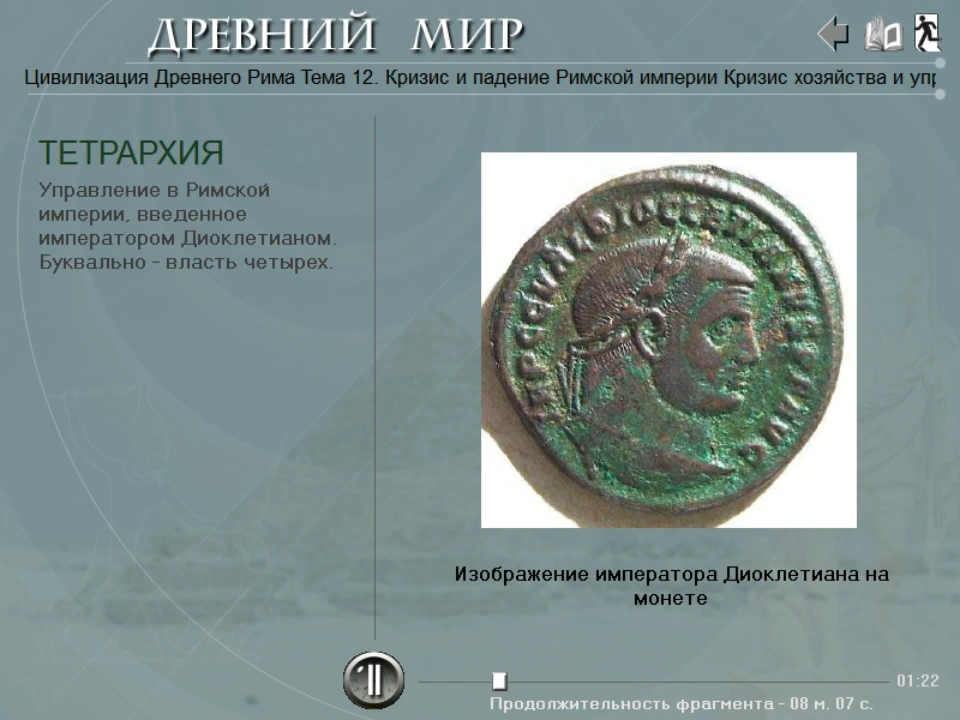 ДРЕВНИЙ МИР
Цивилизация Древнего Рима Тема 12. Кризис и падение Римской империи Кризис хозяйства и упр
ТЕТРАРХИЯ
Управление в Римской
империи, введенное
императором Диоклетианом.
Буквально - власть четырех.
Изображение императора Диоклетиана на
монете
01:22
Продолжительность фрагмента - 08 м. 07 с.